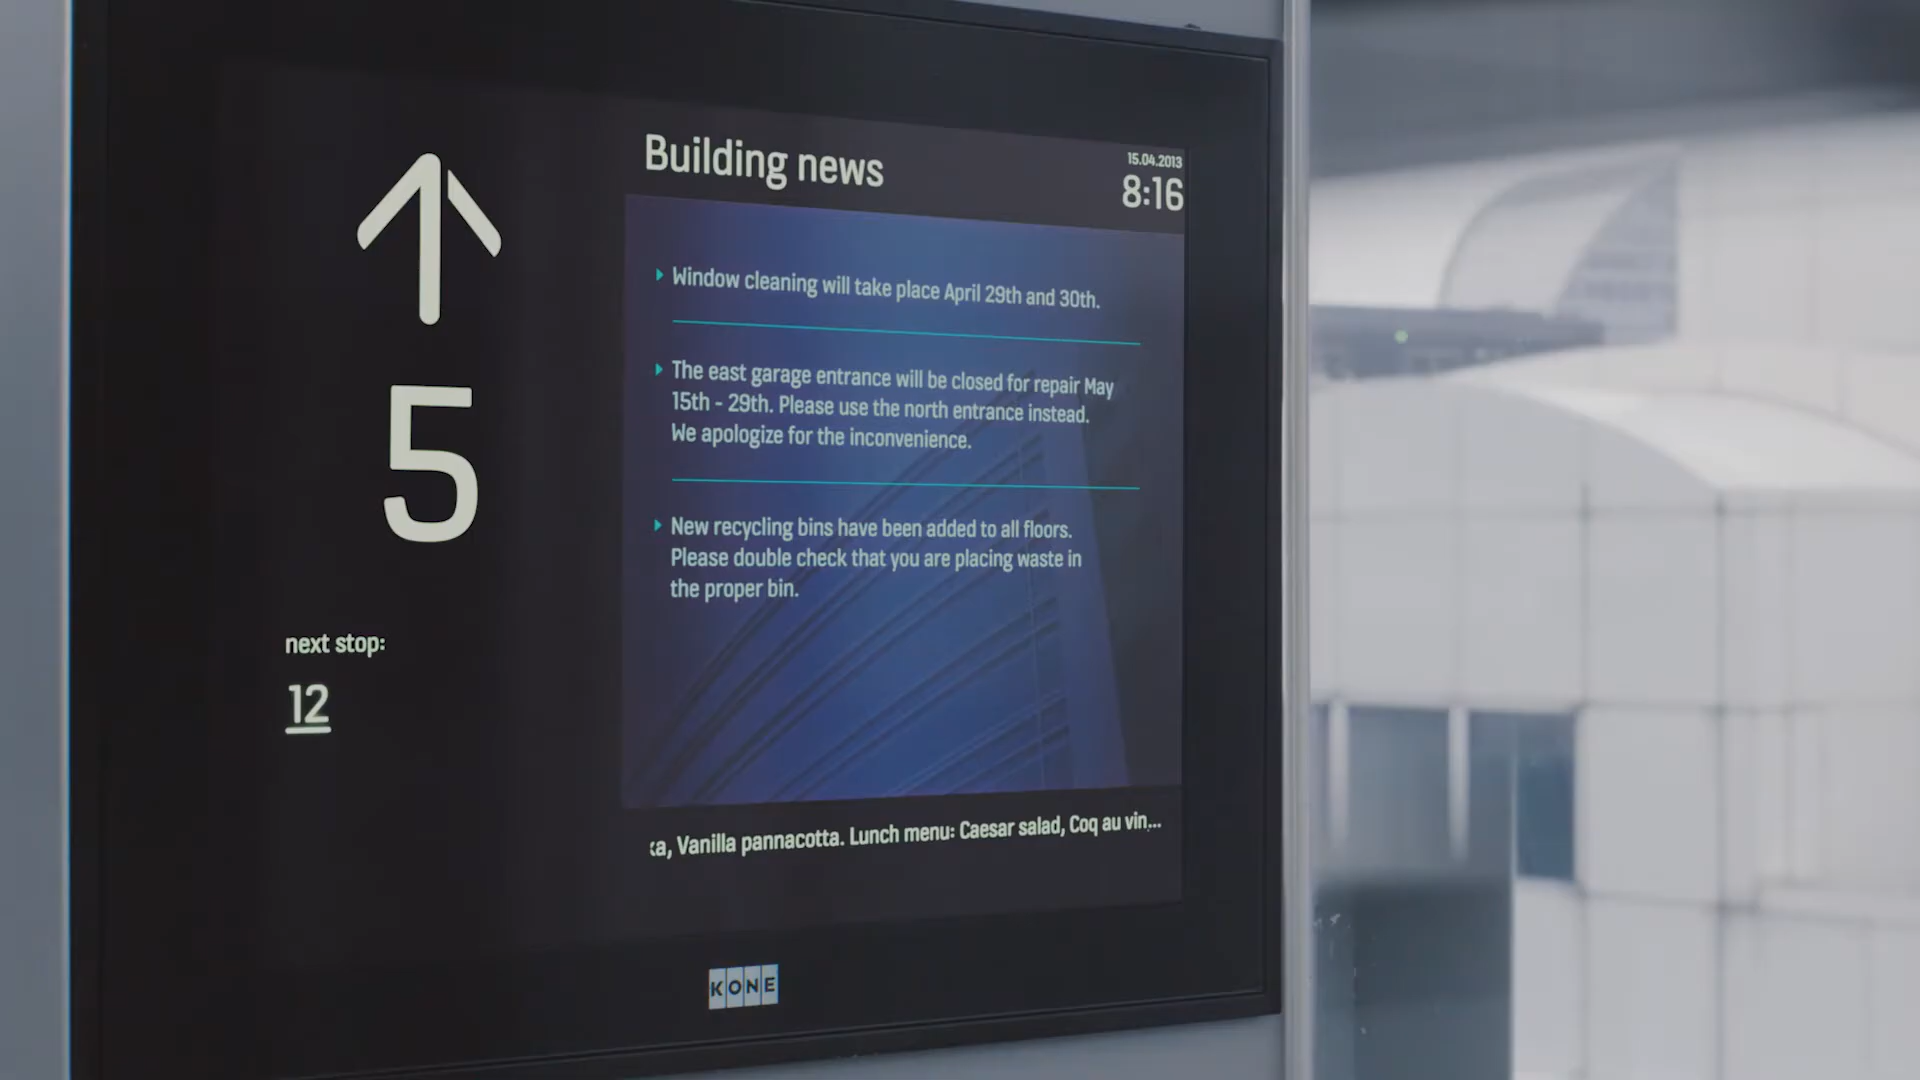 5
next stop:
12
Building news
15.04.2013
8:16
Window cleaning will take place April 29th and 30th.
The east garage entrance will be closed for repair May
15th - 29th. Please use the north entrance instead.
We apologize for the inconvenience.
New recycling bins have been added to all floors.
Please double check that you are placing waste in
the proper bin.
Vanilla pannacotta. Lunch menu: Caesar salad, Coq au vin...
KONE